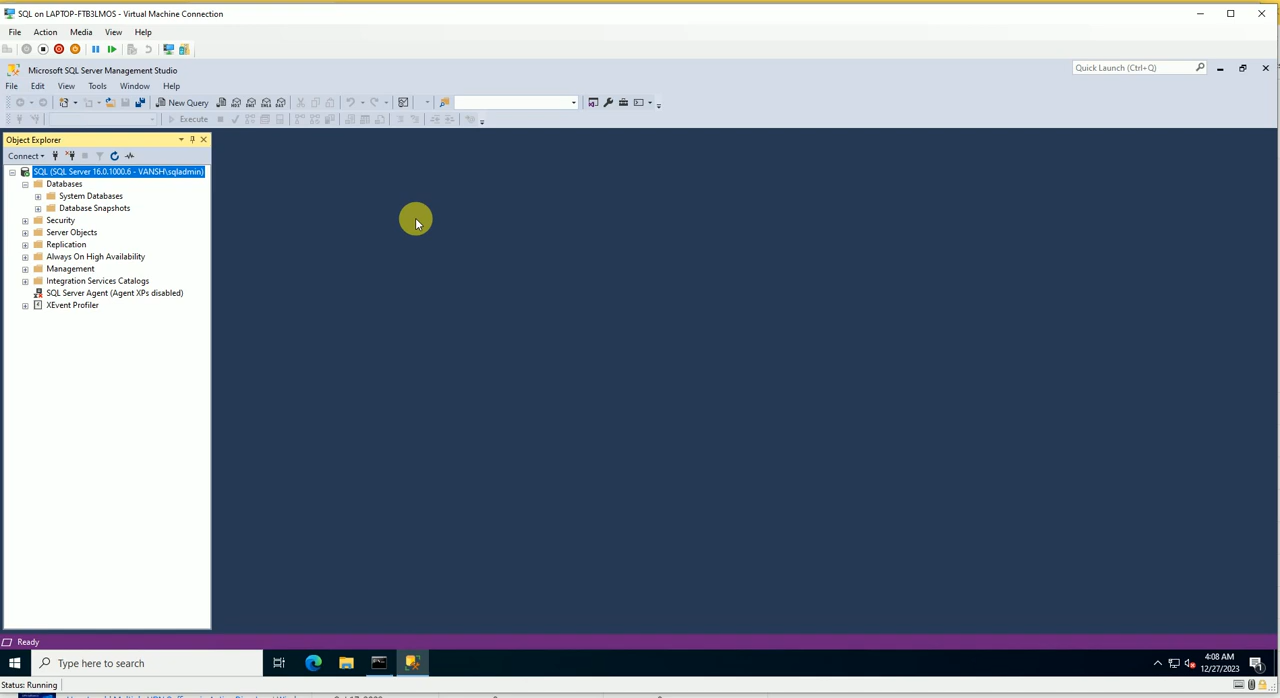 SQL on LAPTOP-FTB3LMOS - Virtual Machine Connection
File Action Media View Help
Microsoft SQL Server Management Studio
Quick Launch (Ctrl+Q)
File Edit View Tools Window Help
New Query
Execute
Object Explorer
Connect
SQL (SQL Server 16.0.1000.6 - VANSH\sqladmin)
Databases
System Databases
Database Snapshots
Security
Server Objects
Replication
Always On High Availability
Management
Integration Services Catalogs
SQL Server Agent (Agent XPs disabled)
XEvent Profiler
Ready
Type here to search
4:08 AM
12/27/2023
1
Status: Running